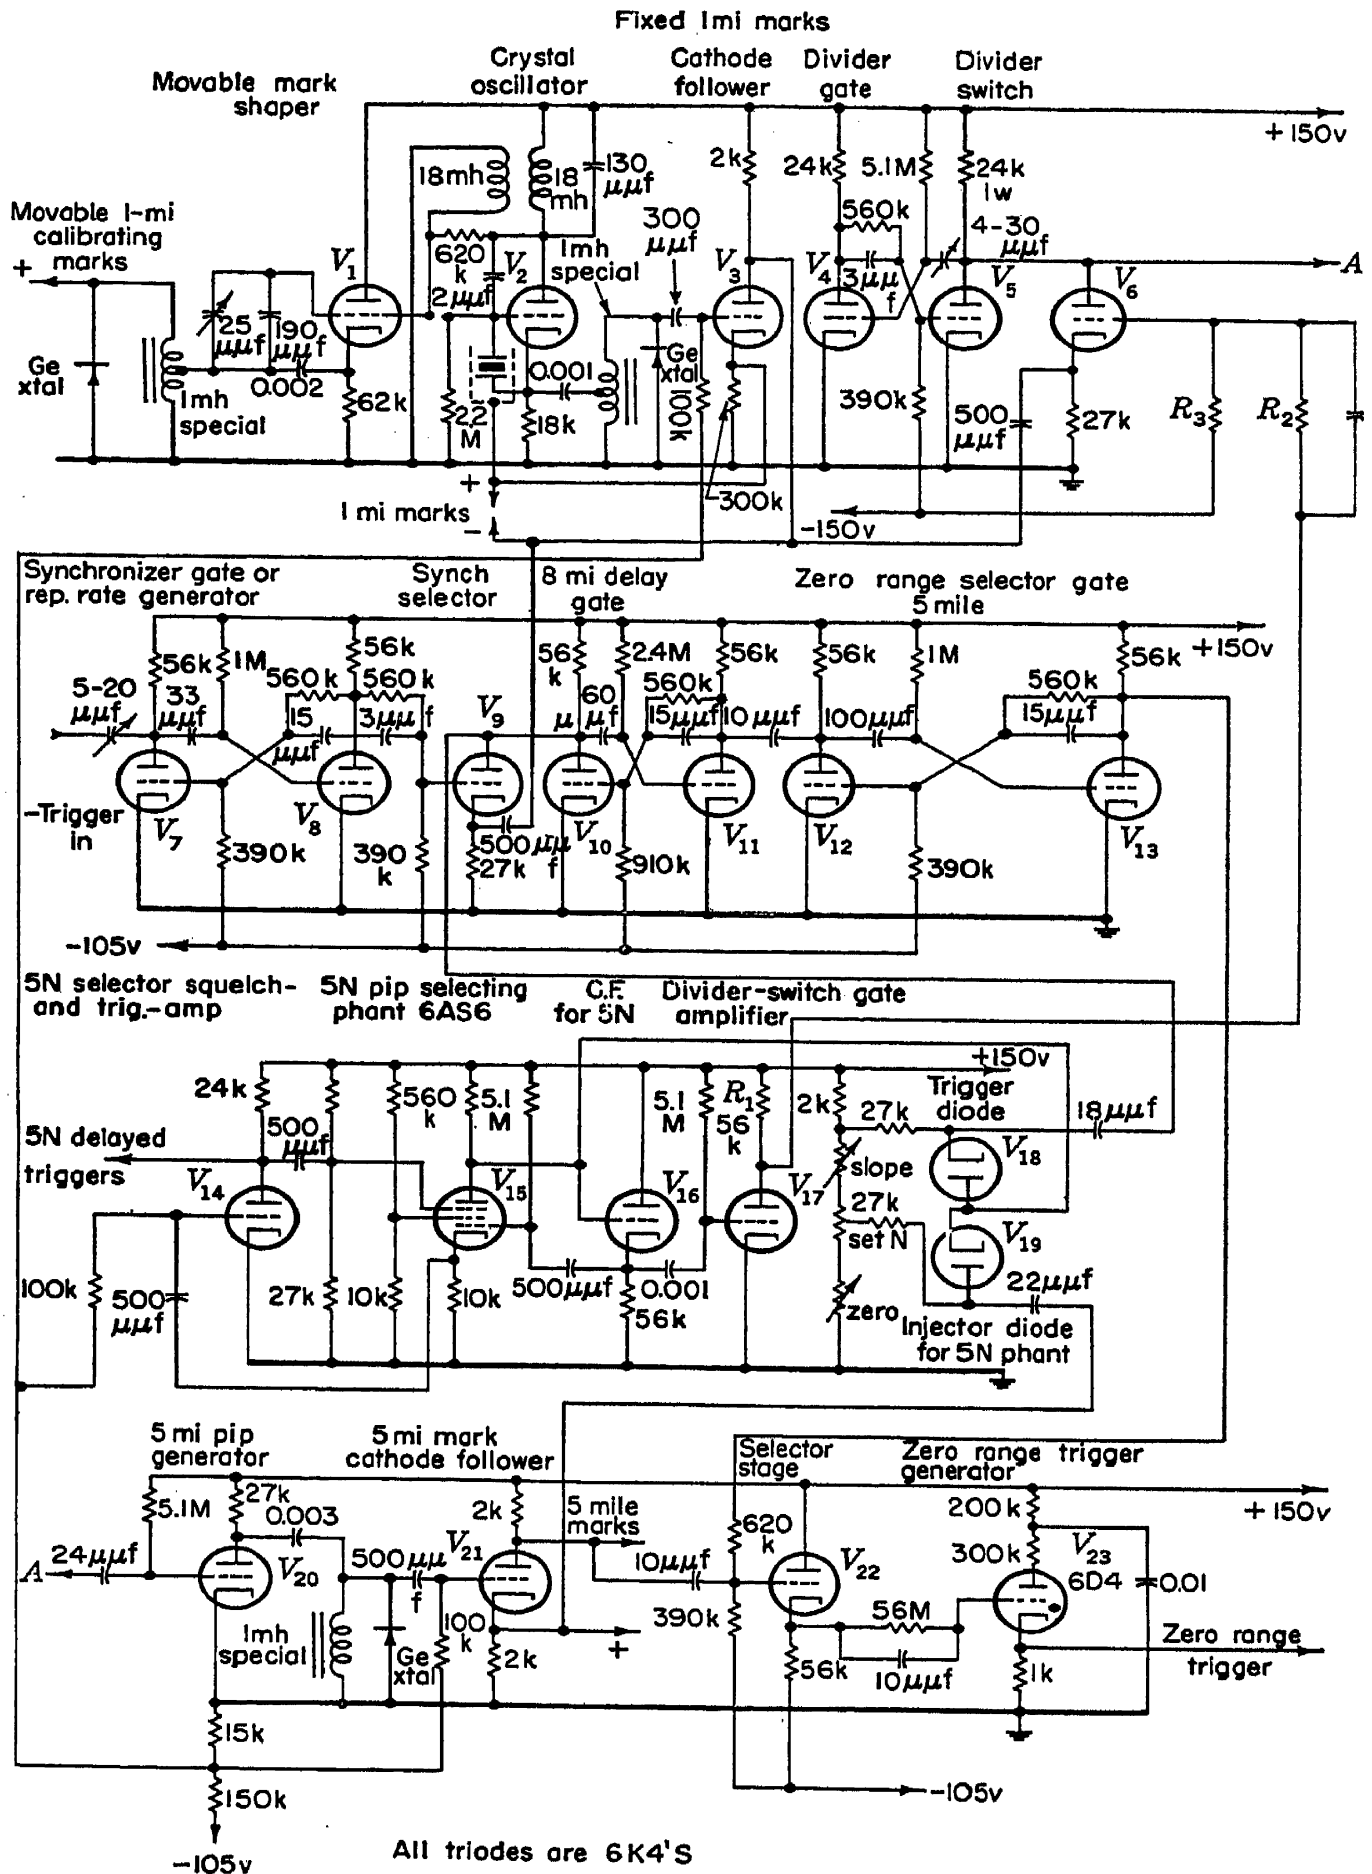 Fixed 1mi marks
Movable mark
shaper
Crystal
oscillator
Cathode
follower
Divider
gate
Divider
switch
+150v
18mh
18
mh
130
μμf
2k
24k
5.1M
24k
1w
Movable 1-mi
calibrating
marks
+
V1
620
k
V2
1mh
special
300
μμf
V3
560k
4-30
μμf
V4
3μμ
f
V5
V6
A
2μμf
25
μμf
190
μμf
0.002
Ge
xtal
1mh
special
62k
2.2
M
0.001
18k
Ge
xtal
100k
390k
500
μμf
27k
R3
R2
+
1 mi marks
-
300k
-150v
Synchronizer gate or
rep. rate generator
Synch
selector
8 mi delay
gate
Zero range selector gate
5 mile
+150v
56k
1M
56k
56
k
2.4M
56k
56k
1M
56k
5-20
μμf
33
μμf
560k
560k
15
μμf
3μμf
V9
60
μμf
560k
15μμf
10μμf
100μμf
560k
15μμf
-Trigger
in
V7
V8
V10
V11
V12
V13
390k
390
k
500μμ
f
27k
910k
390k
-105v
5N selector squelch-
and trig.-amp
5N pip selecting
phant 6AS6
C.F.
for 5N
Divider-switch gate
amplifier
+150v
24k
560
k
5.1
M
5.1
M
R1
56
k
2k
27k
Trigger
diode
18μμf
5N delayed
triggers
500
μμf
V14
V15
V16
V17
slope
V18
27k
set N
V19
100k
500
μμf
27k
10k
10k
500μμf
0.001
56k
zero
22μμf
Injector diode
for 5N phant
5 mi pip
generator
5 mi mark
cathode follower
Selector
stage
Zero range trigger
generator
+150v
5.1M
27k
0.003
2k
5 mile
marks
620
k
200k
300k
V23
6D4
0.01
A
24μμf
V20
500μμ
f
V21
10μμf
V22
1mh
special
Ge
xtal
100
k
2k
+
390k
56M
10μμf
56k
1k
Zero range
trigger
15k
150k
-105v
-105v
All triodes are 6K4'S